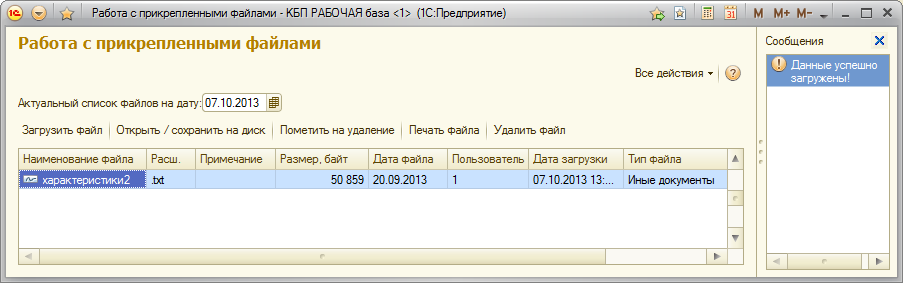 Работа с прикрепленными файлами - КБП РАБОЧАЯ база <1> (1С:Предприятие)
M M+ M-
Работа с прикрепленными файлами
Все действия
Актуальный список файлов на дату: 07.10.2013
Загрузить файл Открыть / сохранить на диск Пометить на удаление Печать файла Удалить файл
Наименование файла Расш. Примечание Размер, байт Дата файла Пользователь Дата загрузки Тип файла
характеристики2 .txt 50 859 20.09.2013 1 07.10.2013 13:... Иные документы
Сообщения
Данные успешно
загружены!